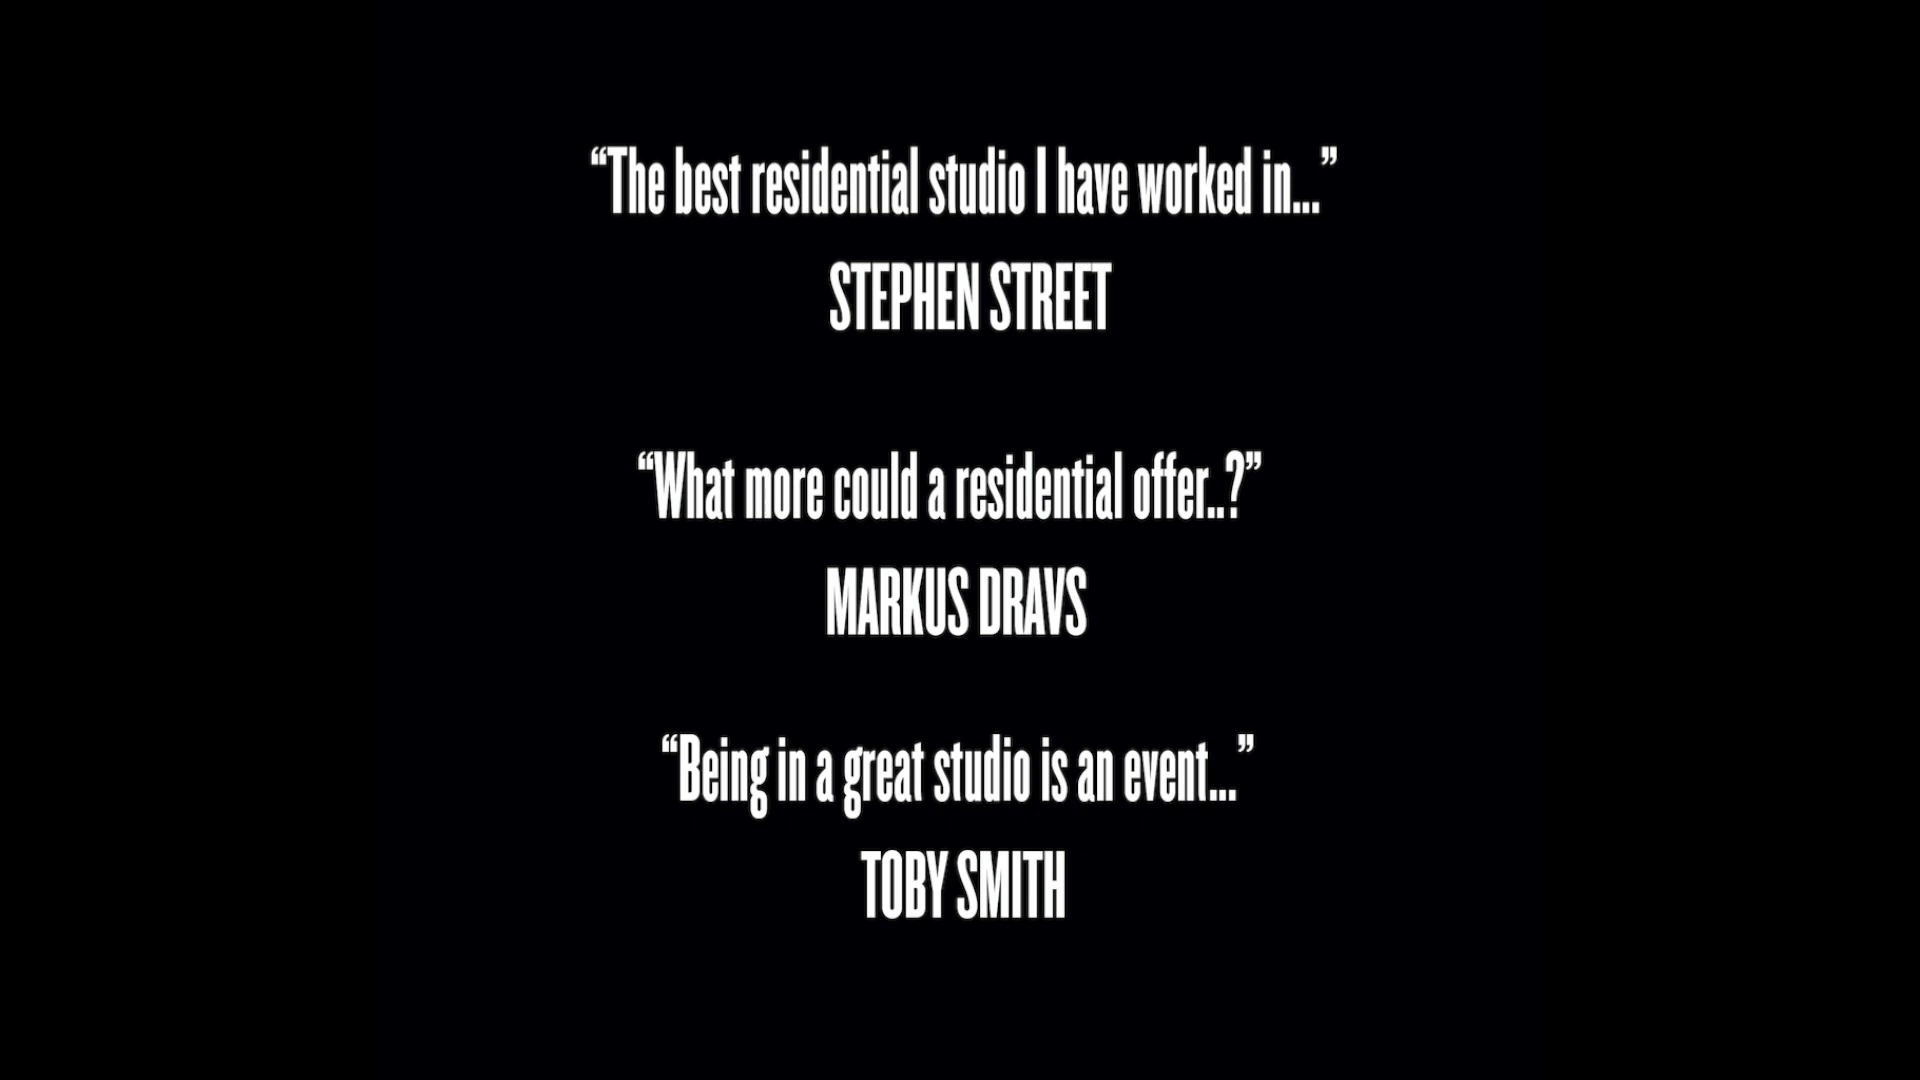 “The best residential studio I have worked in...”
STEPHEN STREET
“What more could a residential offer..?”
MARKUS DRAVS
“Being in a great studio is an event...”
TOBY SMITH